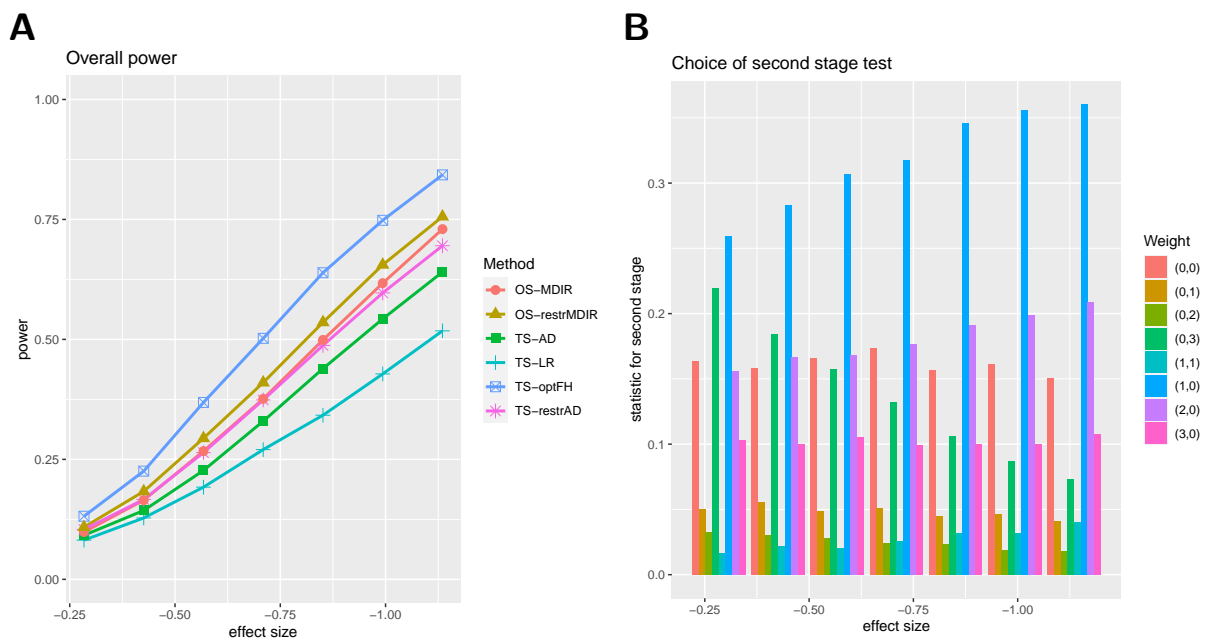 A
Overall power
1.00
0.75
0.50
0.25
0.00
power
−0.25
−0.50
−0.75
−1.00
effect size
Method
OS−MDIR
OS−restrMDIR
TS−AD
TS−LR
TS−optFH
TS−restrAD
B
Choice of second stage test
0.3
0.2
0.1
0.0
statistic for second stage
−0.25
−0.50
−0.75
−1.00
effect size
Weight
(0,0)
(0,1)
(0,2)
(0,3)
(1,1)
(1,0)
(2,0)
(3,0)